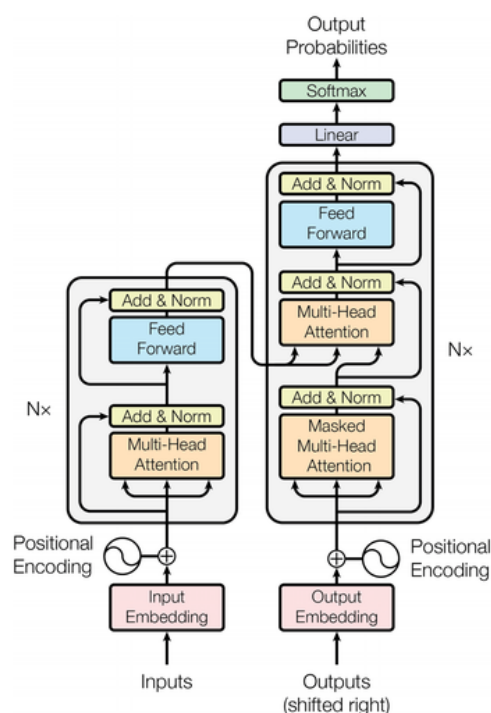 Output
Probabilities
Softmax
Linear
Add & Norm
Feed
Forward
Add & Norm
Multi-Head
Attention
Add & Norm
Masked
Multi-Head
Attention
Nx
Add & Norm
Feed
Forward
Add & Norm
Multi-Head
Attention
N×
Positional
Encoding
Positional
Encoding
Input
Embedding
Output
Embedding
Inputs
Outputs
(shifted right)